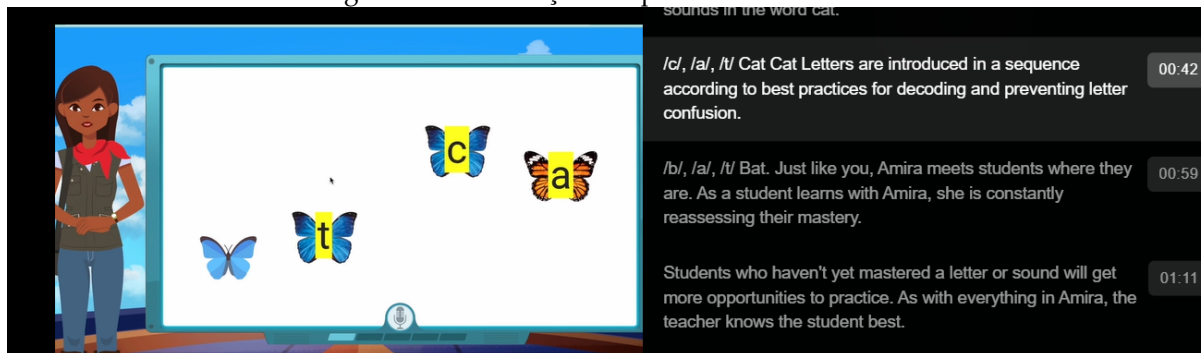 sounds in the word cat.
/c/, /a/, /t/ Cat Cat Letters are introduced in a sequence
according to best practices for decoding and preventing letter
confusion.
00:42
/b/, /a/, /t/ Bat. Just like you, Amira meets students where they
are. As a student learns with Amira, she is constantly
reassessing their mastery.
00:59
Students who haven't yet mastered a letter or sound will get
more opportunities to practice. As with everything in Amira, the
teacher knows the student best.
01:11
c
a
t